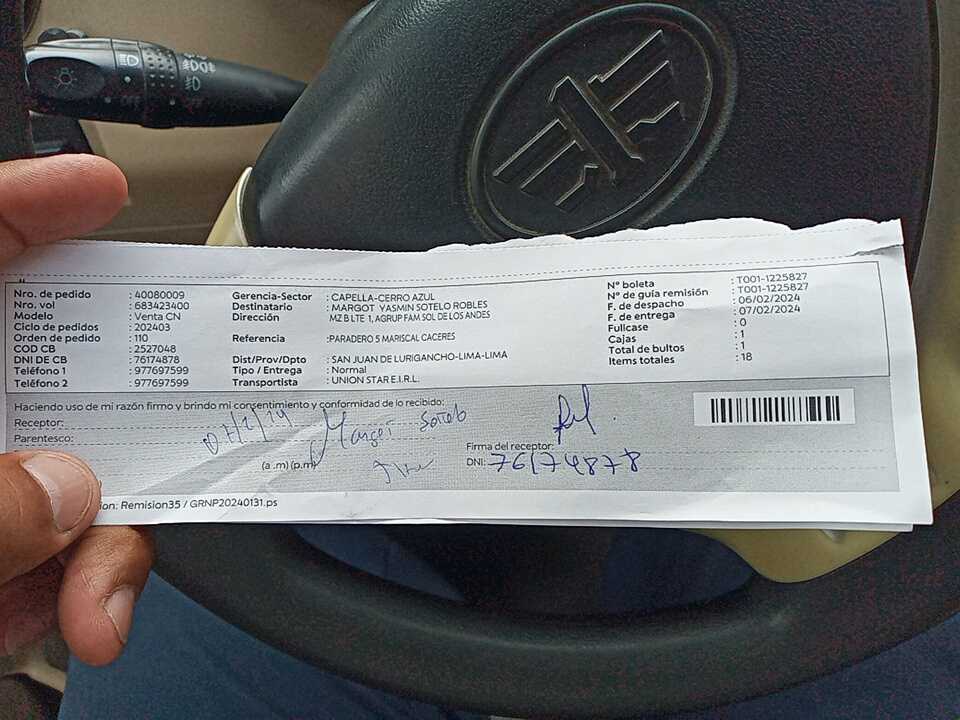 Nro. de pedido : 40080009
Nro. vol : 683423400
Modelo : Venta CN
Ciclo de pedidos : 202403
Orden de pedido : 110
COD CB : 2527048
DNI DE CB : 76174878
Teléfono 1 : 977697599
Teléfono 2 : 977697599
Gerencia-Sector : CAPELLA-CERRO AZUL
Destinatario : MARGOT YASMIN SOTELO ROBLES
Dirección MZ B LTE 1, AGRUP FAM SOL DE LOS ANDES
Referencia :PARADERO 5 MARISCAL CACERES
Dist/Prov/Dpto : SAN JUAN DE LURIGANCHO-LIMA-LIMA
Tipo / Entrega : Normal
Transportista : UNION STAR E.I.R.L.
N° boleta : T001-1225827
N° de guía remisión : T001-1225827
F. de despacho : 06/02/2024
F. de entrega : 07/02/2024
Fullcase : 0
Cajas : 1
Total de bultos : 1
Items totales : 18
Haciendo uso de mi razón firmo y brindo mi consentimiento y conformidad de lo recibido:
Receptor: Margot Sotelo
Parentesco:
(a .m) (p.m)
Firma del receptor:
DNI: 76174878
ion: Remision35 / GRNP20240131.ps